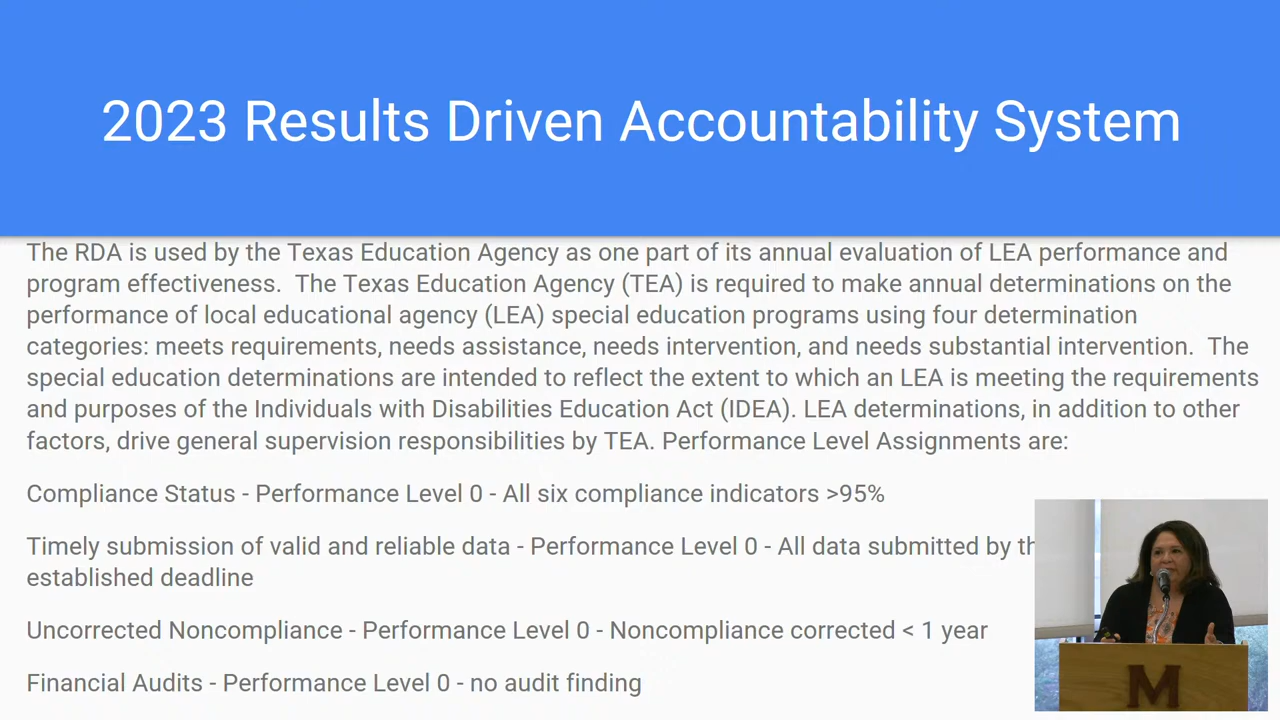 2023 Results Driven Accountability System
The RDA is used by the Texas Education Agency as one part of its annual evaluation of LEA performance and
program effectiveness.  The Texas Education Agency (TEA) is required to make annual determinations on the
performance of local educational agency (LEA) special education programs using four determination
categories: meets requirements, needs assistance, needs intervention, and needs substantial intervention.  The
special education determinations are intended to reflect the extent to which an LEA is meeting the requirements
and purposes of the Individuals with Disabilities Education Act (IDEA). LEA determinations, in addition to other
factors, drive general supervision responsibilities by TEA. Performance Level Assignments are:
Compliance Status - Performance Level 0 - All six compliance indicators >95%
Timely submission of valid and reliable data - Performance Level 0 - All data submitted by
established deadline
Uncorrected Noncompliance - Performance Level 0 - Noncompliance corrected < 1 year
Financial Audits - Performance Level 0 - no audit finding
M